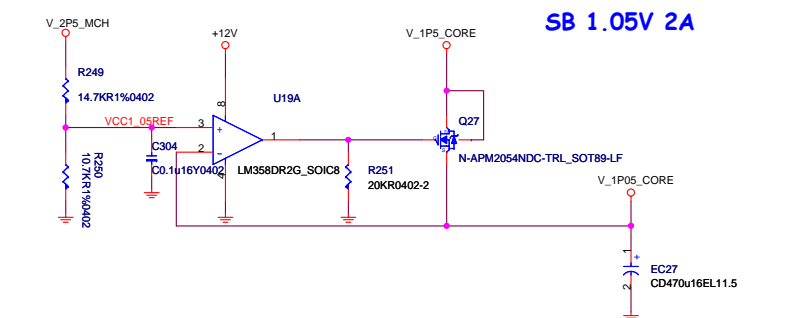 SB 1.05V 2A
V_2P5_MCH
+12V
V_1P5_CORE
R249
14.7KR1%0402
U19A
8
Q27
VCC1_05REF
3
+
1
C304
2
-
R250
10.7KR1%0402
C0.1u16Y0402
4
LM358DR2G_SOIC8
R251
20KR0402-2
N-APM2054NDC-TRL_SOT89-LF
V_1P05_CORE
1
+
EC27
2
CD470u16EL11.5